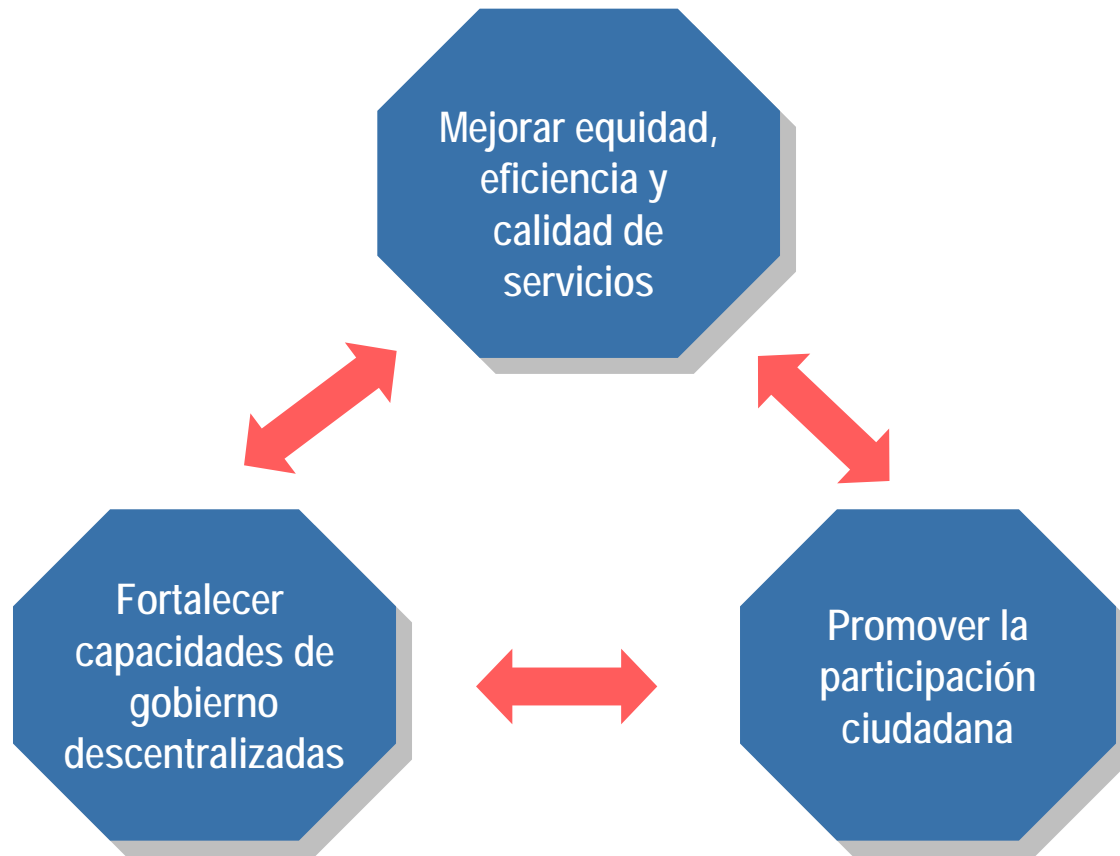 Mejorar equidad,
eficiencia y
calidad de
servicios
Fortalecer
capacidades de
gobierno
descentralizadas
Promover la
participación
ciudadana